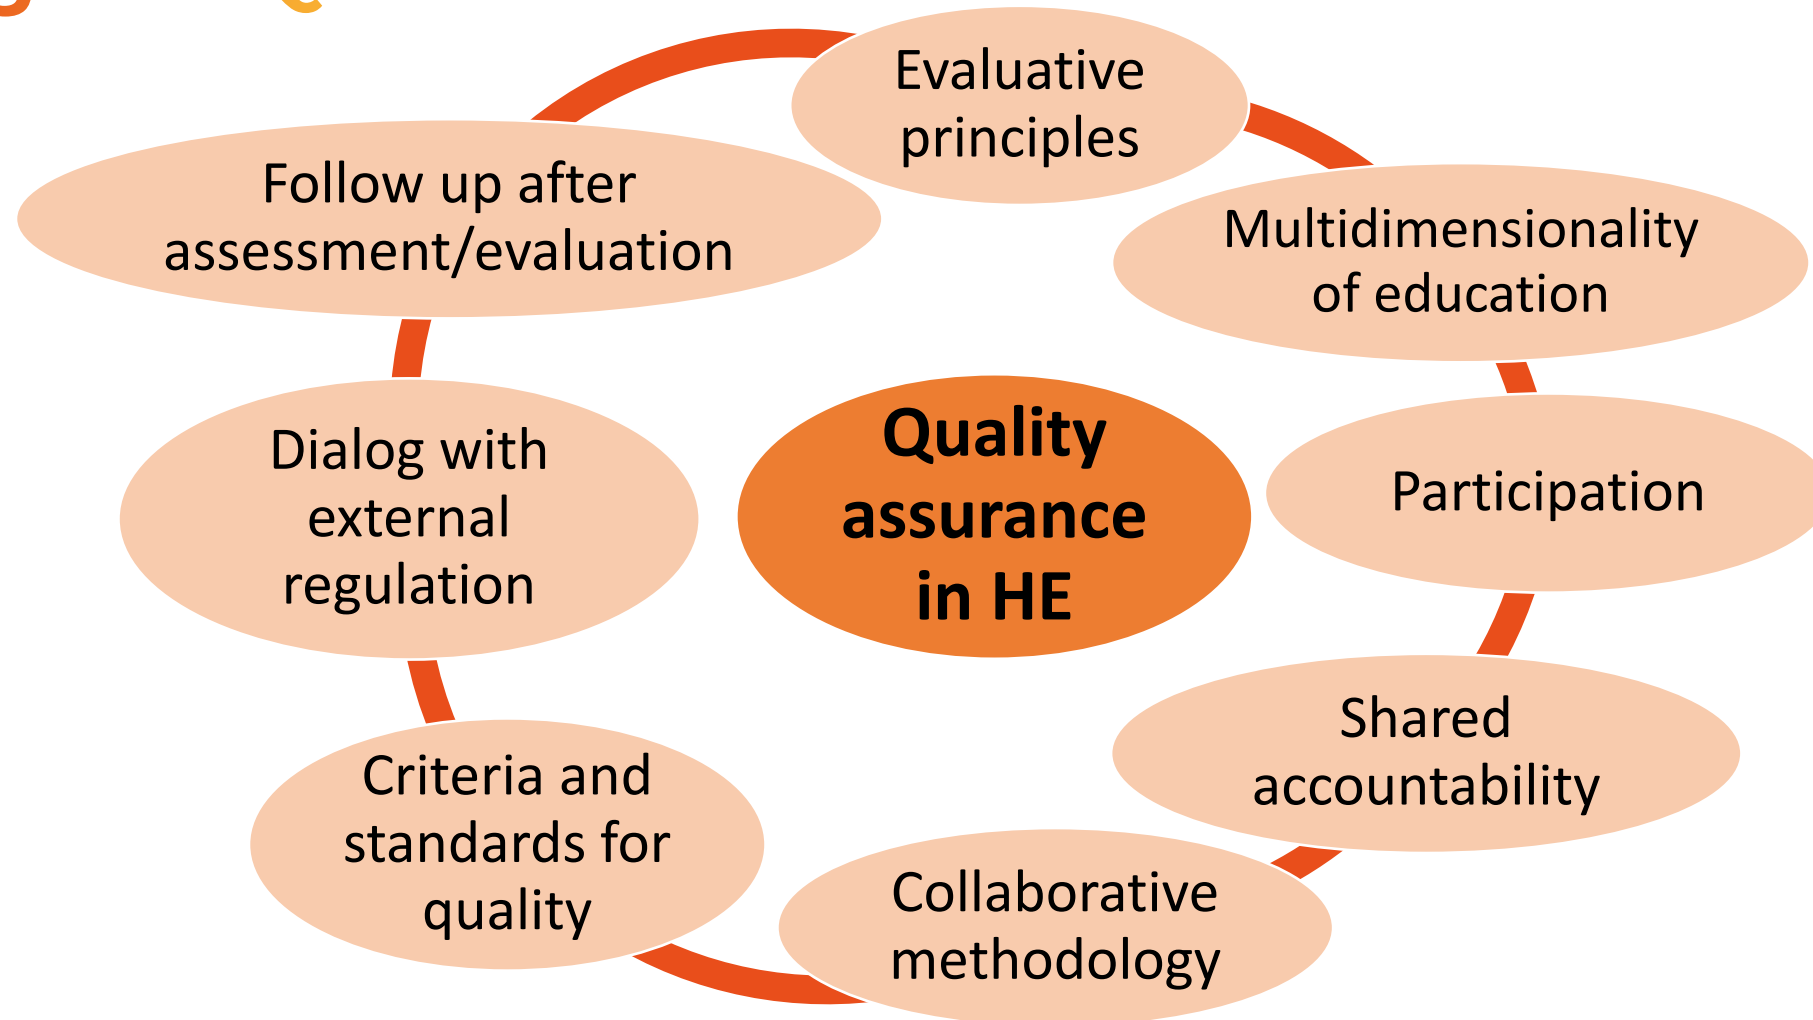 Evaluative
principles
Multidimensionality
of education
Participation
Shared
accountability
Collaborative
methodology
Criteria and
standards for
quality
Dialog with
external
regulation
Follow up after
assessment/evaluation
Quality
assurance
in HE